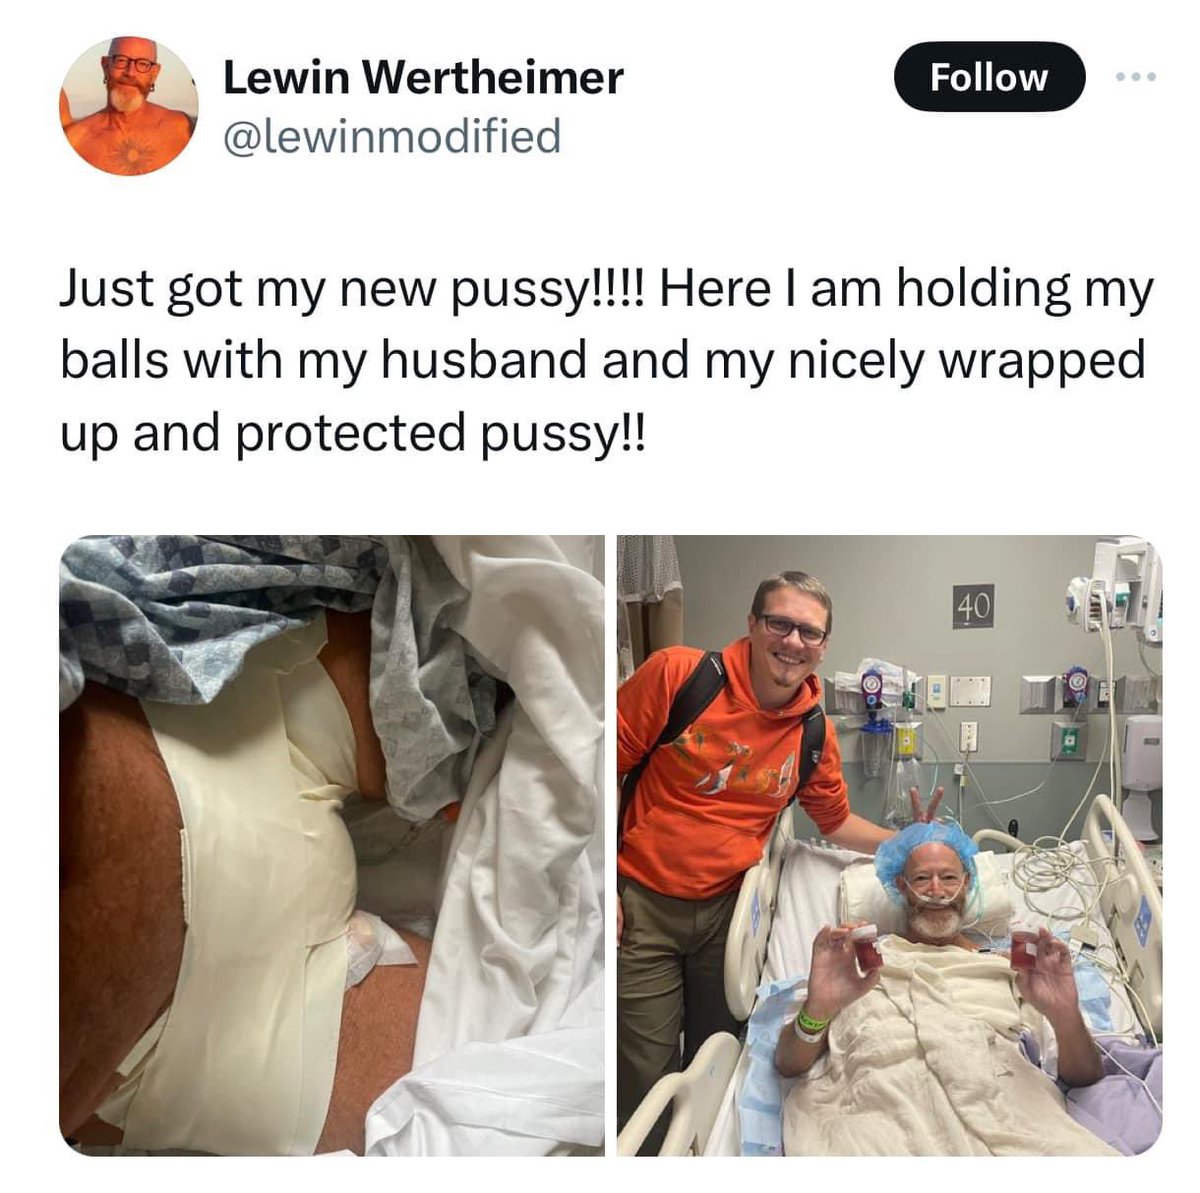 Lewin Wertheimer
Follow
@lewinmodified
Just got my new pussy!!!! Here I am holding my
balls with my husband and my nicely wrapped
up and protected pussy!!
40